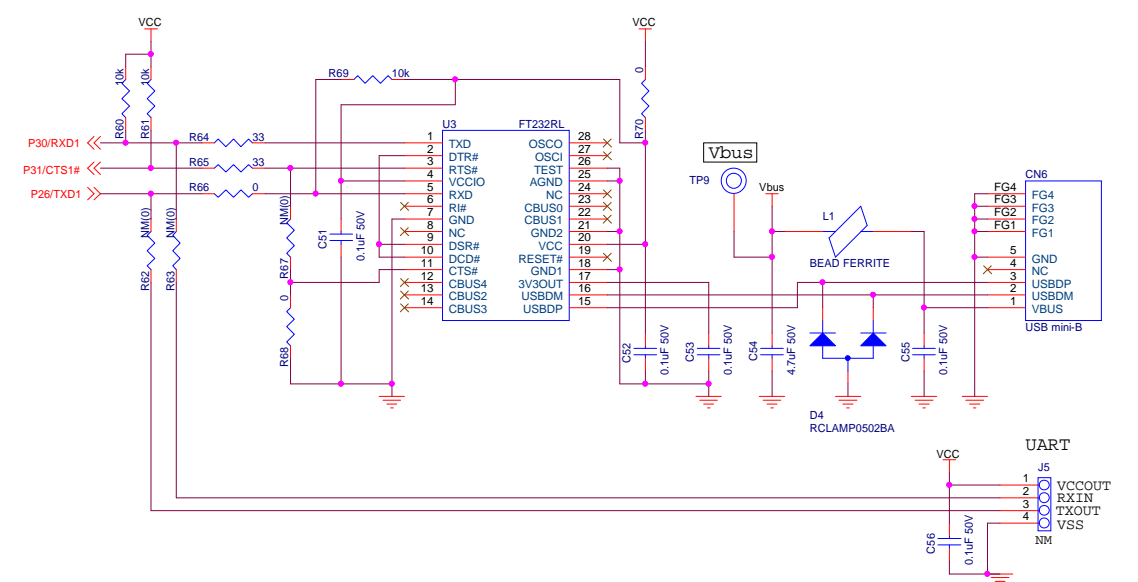 VCC
VCC
10k
10k
R60
R61
R69 10k
0
R70
P30/RXD1
P31/CTS1#
P26/TXD1
R64 33
R65 33
R66 0
NM(0)
R62
NM(0)
R63
NM(0)
R67
0
R68
C51
0.1uF 50V
U3 FT232RL
1 TXD
2 DTR#
3 RTS#
4 VCCIO
5 RXD
6 RI#
7 GND
8 NC
9 DSR#
10 DCD#
11 CTS#
12 CBUS4
13 CBUS2
14 CBUS3
OSCO 28
OSCI 27
TEST 26
AGND 25
NC 24
CBUS0 23
CBUS1 22
GND2 21
VCC 20
RESET# 19
GND1 18
3V3OUT 17
USBDM 16
USBDP 15
Vbus
TP9
Vbus
L1
BEAD FERRITE
C52
0.1uF 50V
C53
0.1uF 50V
C54
4.7uF 50V
C55
0.1uF 50V
D4
RCLAMP0502BA
CN6
FG4 FG4
FG3 FG3
FG2 FG2
FG1 FG1
5 GND
4 NC
3 USBDP
2 USBDM
1 VBUS
USB mini-B
UART
VCC
J5
1 VCCOUT
2 RXIN
3 TXOUT
4 VSS
NM
C56
0.1uF 50V